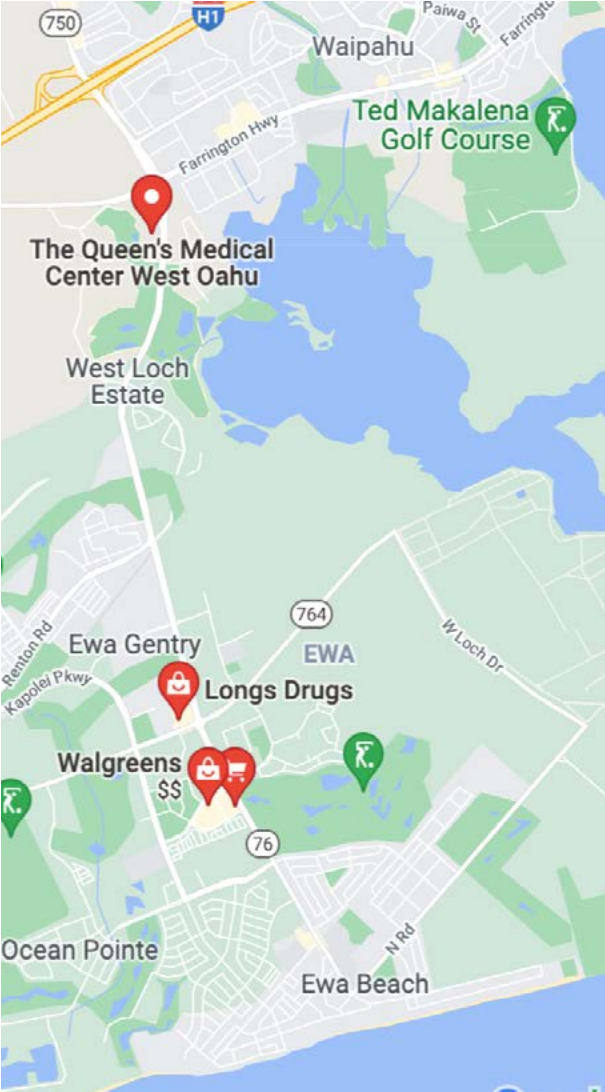 750
H1
Paiwa St
Farringto
Waipahu
Ted Makalena
Golf Course
Farrington Hwy
The Queen's Medical
Center West Oahu
West Loch
Estate
764
W Loch Dr
Renton Rd
Ewa Gentry
EWA
Kapolei Pkwy
Longs Drugs
Walgreens
$$
76
N Rd
Ocean Pointe
Ewa Beach